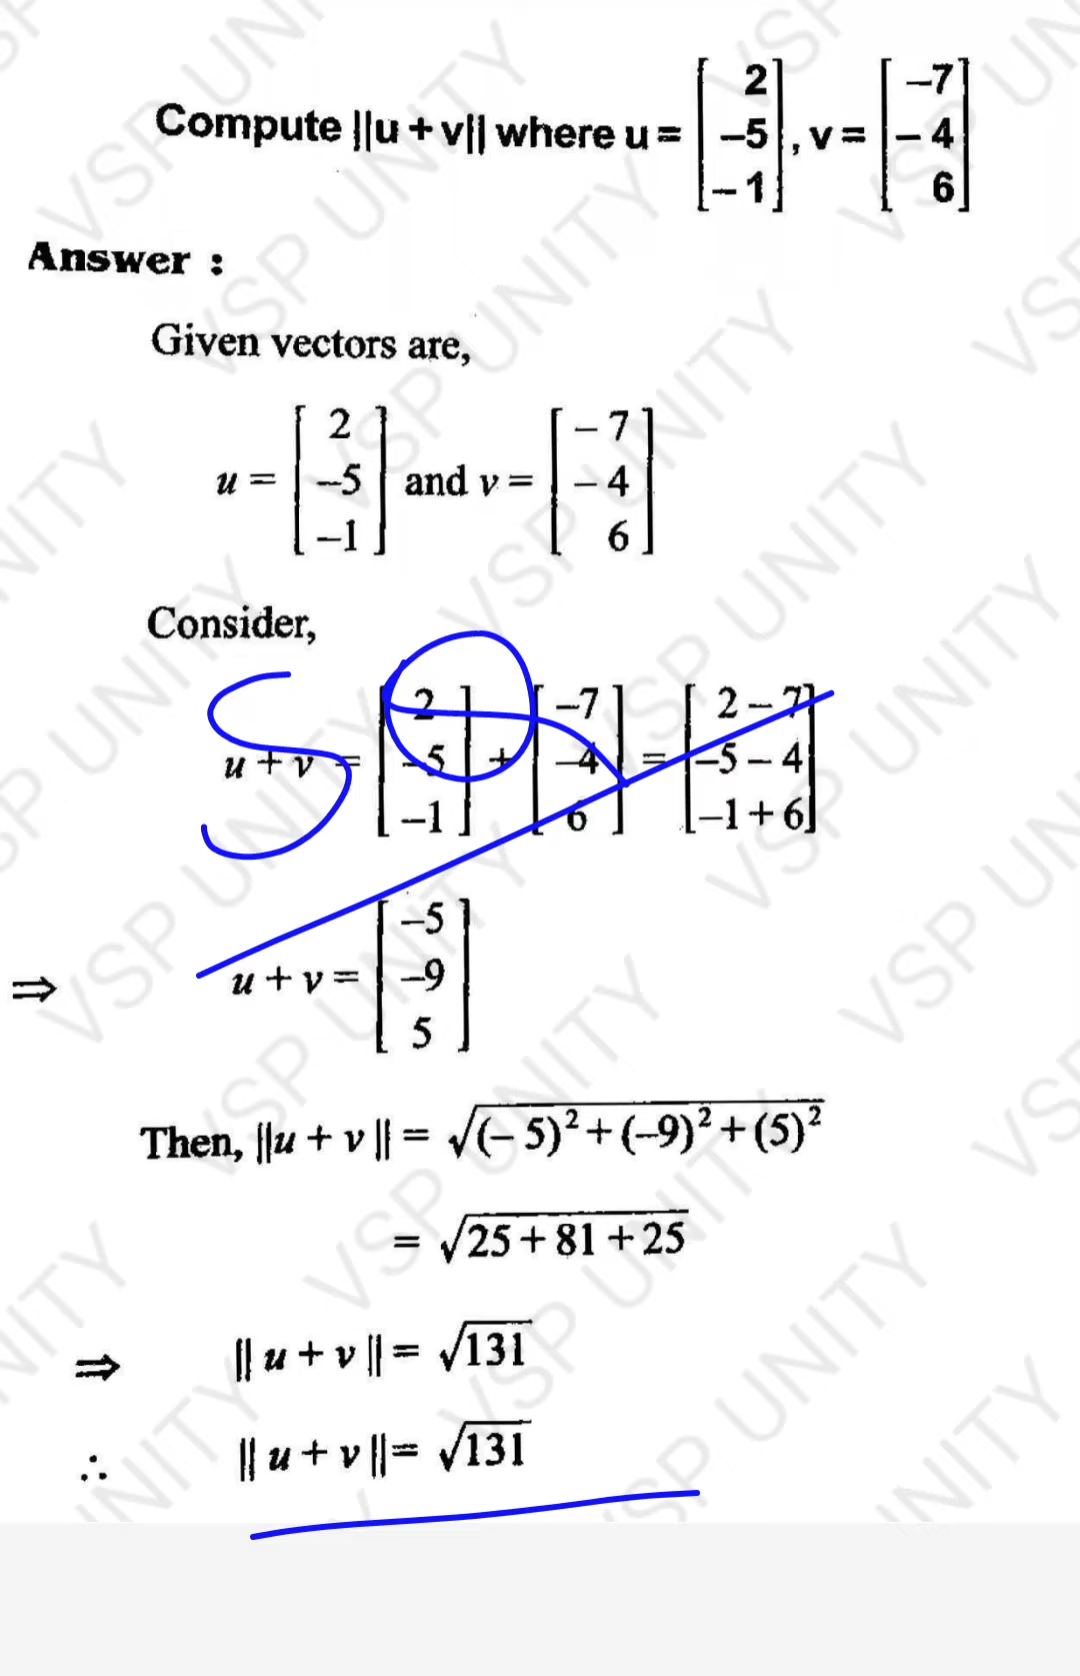 Compute ||u + v|| where u = [2 −5 −1], v = [−7 −4 6]
Answer :
Given vectors are,
u = [2 −5 −1] and v = [−7 −4 6]
Consider,
u + v = [2 −5 −1] + [−7 −4 6] = [2 − 7 −5 − 4 −1 + 6]
⇒ u + v = [−5 −9 5]
Then, ||u + v || = √(− 5)² + (−9)² + (5)²
= √25 + 81 + 25
⇒ || u + v || = √131
∴ || u + v || = √131
VSP UNITY